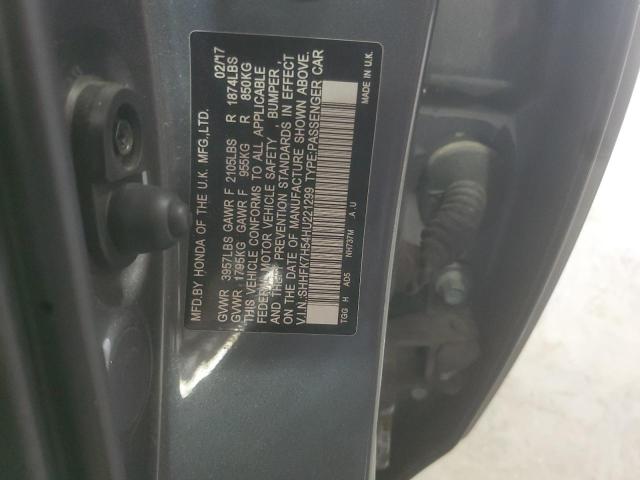 MFD.BY HONDA OF THE U.K. MFG.,LTD. 02/17
GVWR 3957LBS GAWR F 2105LBS R 1874LBS
GVWR 1795KG GAWR F 955KG R 850KG
THIS VEHICLE CONFORMS TO ALL APPLICABLE
FEDERAL MOTOR VEHICLE SAFETY , BUMPER ,
AND THEFT PREVENTION STANDARDS IN EFFECT
ON THE DATE OF MANUFACTURE SHOWN ABOVE.
V.I.N:SHHFK7H54HU221299 TYPE:PASSENGER CAR
TGG H AD5 NH737M .A.U MADE IN U.K.